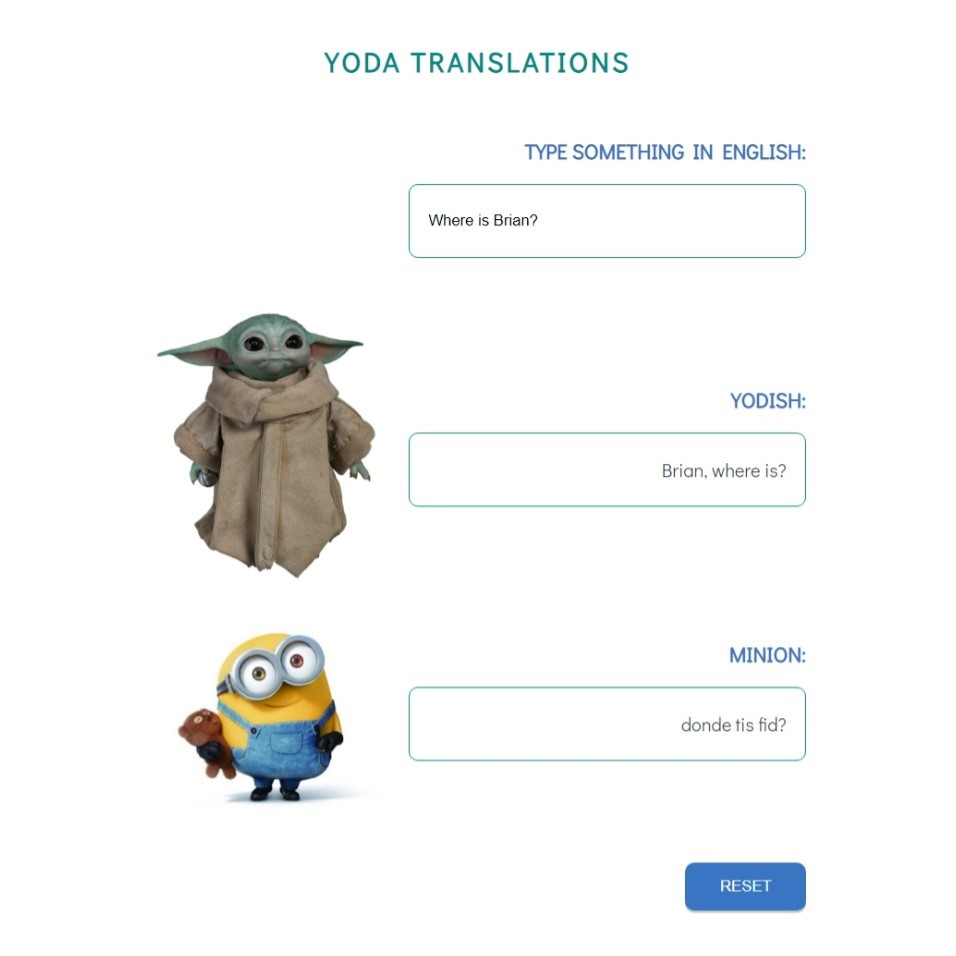 YODA TRANSLATIONS
TYPE SOMETHING IN ENGLISH:
Where is Brian?
YODISH:
Brian, where is?
MINION:
donde tis fid?
RESET